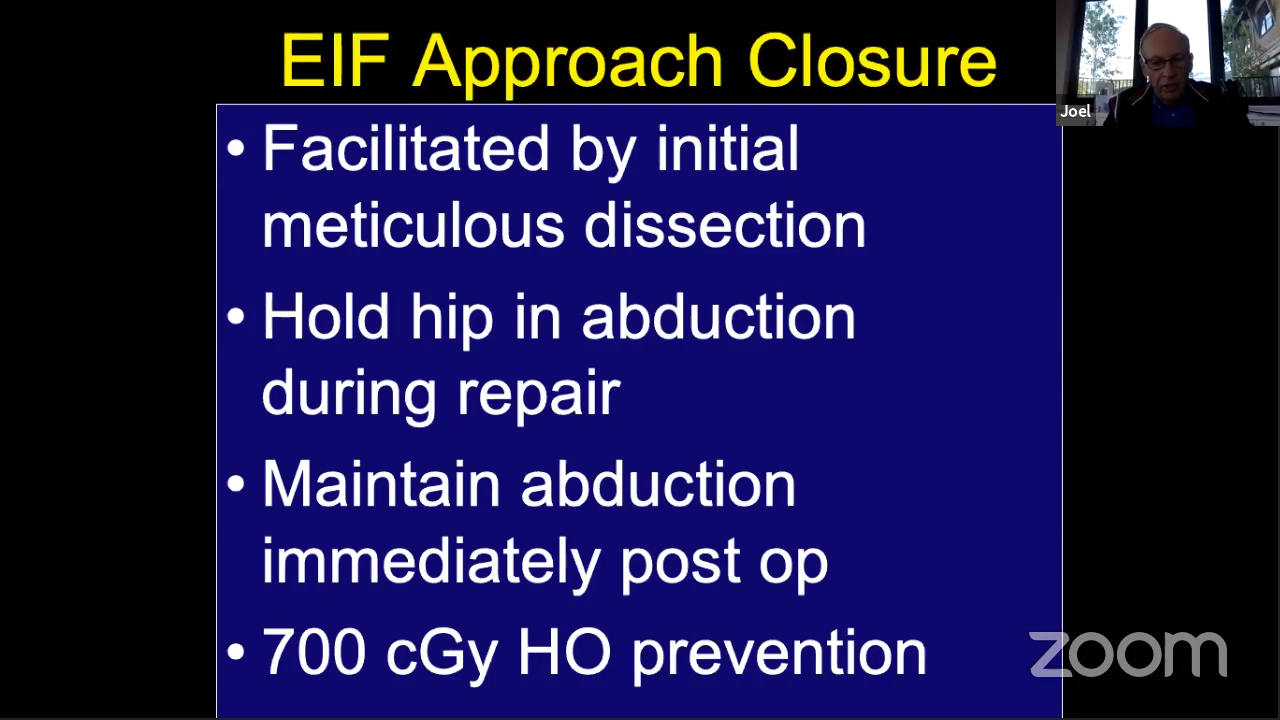 EIF Approach Closure
Joel
• Facilitated by initial
meticulous dissection
• Hold hip in abduction
during repair
• Maintain abduction
immediately post op
• 700 cGy HO prevention
zoom